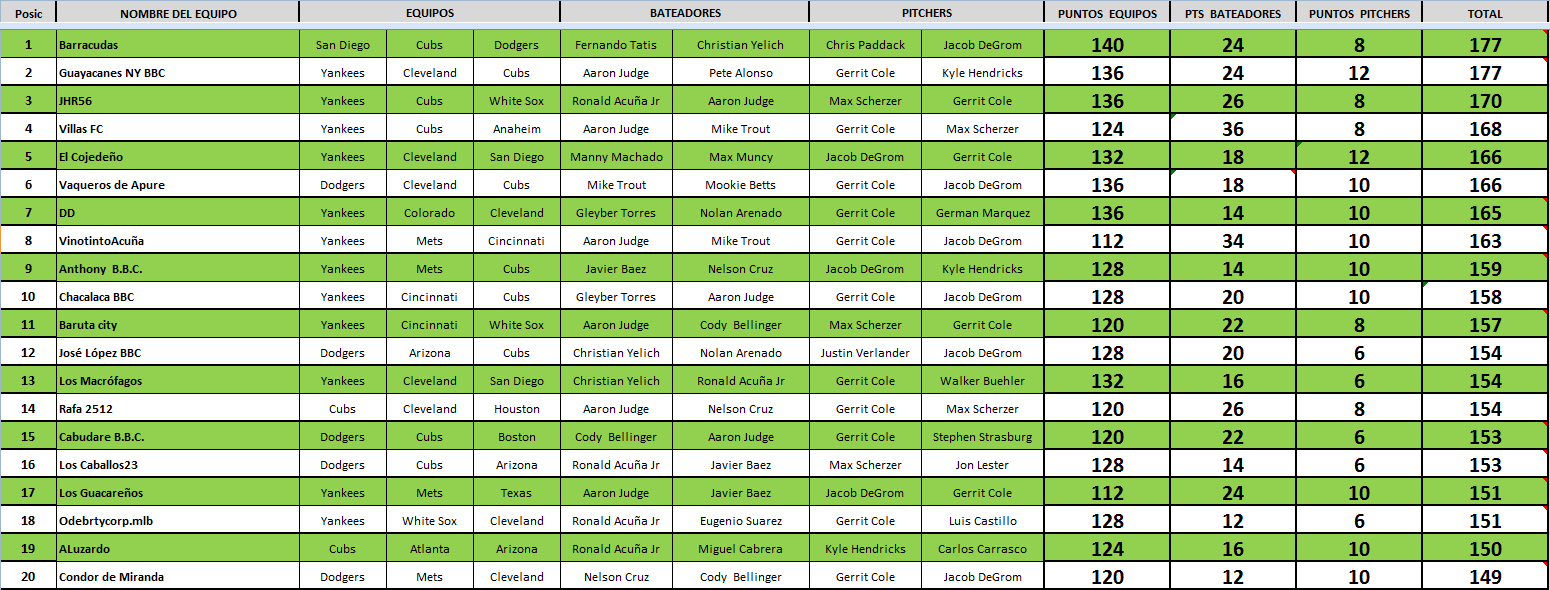 Posic NOMBRE DEL EQUIPO EQUIPOS BATEADORES PITCHERS PUNTOS EQUIPOS PTS BATEADORES PUNTOS PITCHERS TOTAL
1 Barracudas San Diego Cubs Dodgers Fernando Tatis Christian Yelich Chris Paddack Jacob DeGrom 140 24 8 177
2 Guayacanes NY BBC Yankees Cleveland Cubs Aaron Judge Pete Alonso Gerrit Cole Kyle Hendricks 136 24 12 177
3 JHR56 Yankees Cubs White Sox Ronald Acuña Jr Aaron Judge Max Scherzer Gerrit Cole 136 26 8 170
4 Villas FC Yankees Cubs Anaheim Aaron Judge Mike Trout Gerrit Cole Max Scherzer 124 36 8 168
5 El Cojedeño Yankees Cleveland San Diego Manny Machado Max Muncy Jacob DeGrom Gerrit Cole 132 18 12 166
6 Vaqueros de Apure Dodgers Cleveland Cubs Mike Trout Mookie Betts Gerrit Cole Jacob DeGrom 136 18 10 166
7 DD Yankees Colorado Cleveland Gleyber Torres Nolan Arenado Gerrit Cole German Marquez 136 14 10 165
8 VinotintoAcuña Yankees Mets Cincinnati Aaron Judge Mike Trout Gerrit Cole Jacob DeGrom 112 34 10 163
9 Anthony B.B.C. Yankees Mets Cubs Javier Baez Nelson Cruz Jacob DeGrom Kyle Hendricks 128 14 10 159
10 Chacalaca BBC Yankees Cincinnati Cubs Gleyber Torres Aaron Judge Gerrit Cole Jacob DeGrom 128 20 10 158
11 Baruta city Yankees Cincinnati White Sox Aaron Judge Cody Bellinger Max Scherzer Gerrit Cole 120 22 8 157
12 José López BBC Dodgers Arizona Cubs Christian Yelich Nolan Arenado Justin Verlander Jacob DeGrom 128 20 6 154
13 Los Macrófagos Yankees Cleveland San Diego Christian Yelich Ronald Acuña Jr Gerrit Cole Walker Buehler 132 16 6 154
14 Rafa 2512 Cubs Cleveland Houston Aaron Judge Nelson Cruz Gerrit Cole Max Scherzer 120 26 8 154
15 Cabudare B.B.C. Dodgers Cubs Boston Cody Bellinger Aaron Judge Gerrit Cole Stephen Strasburg 120 22 6 153
16 Los Caballos23 Dodgers Cubs Arizona Ronald Acuña Jr Javier Baez Max Scherzer Jon Lester 128 14 6 153
17 Los Guacareños Yankees Mets Texas Aaron Judge Javier Baez Jacob DeGrom Gerrit Cole 112 24 10 151
18 Odebrtycorp.mlb Yankees White Sox Cleveland Ronald Acuña Jr Eugenio Suarez Gerrit Cole Luis Castillo 128 12 6 151
19 ALuzardo Cubs Atlanta Arizona Ronald Acuña Jr Miguel Cabrera Kyle Hendricks Carlos Carrasco 124 16 10 150
20 Condor de Miranda Dodgers Mets Cleveland Nelson Cruz Cody Bellinger Gerrit Cole Jacob DeGrom 120 12 10 149